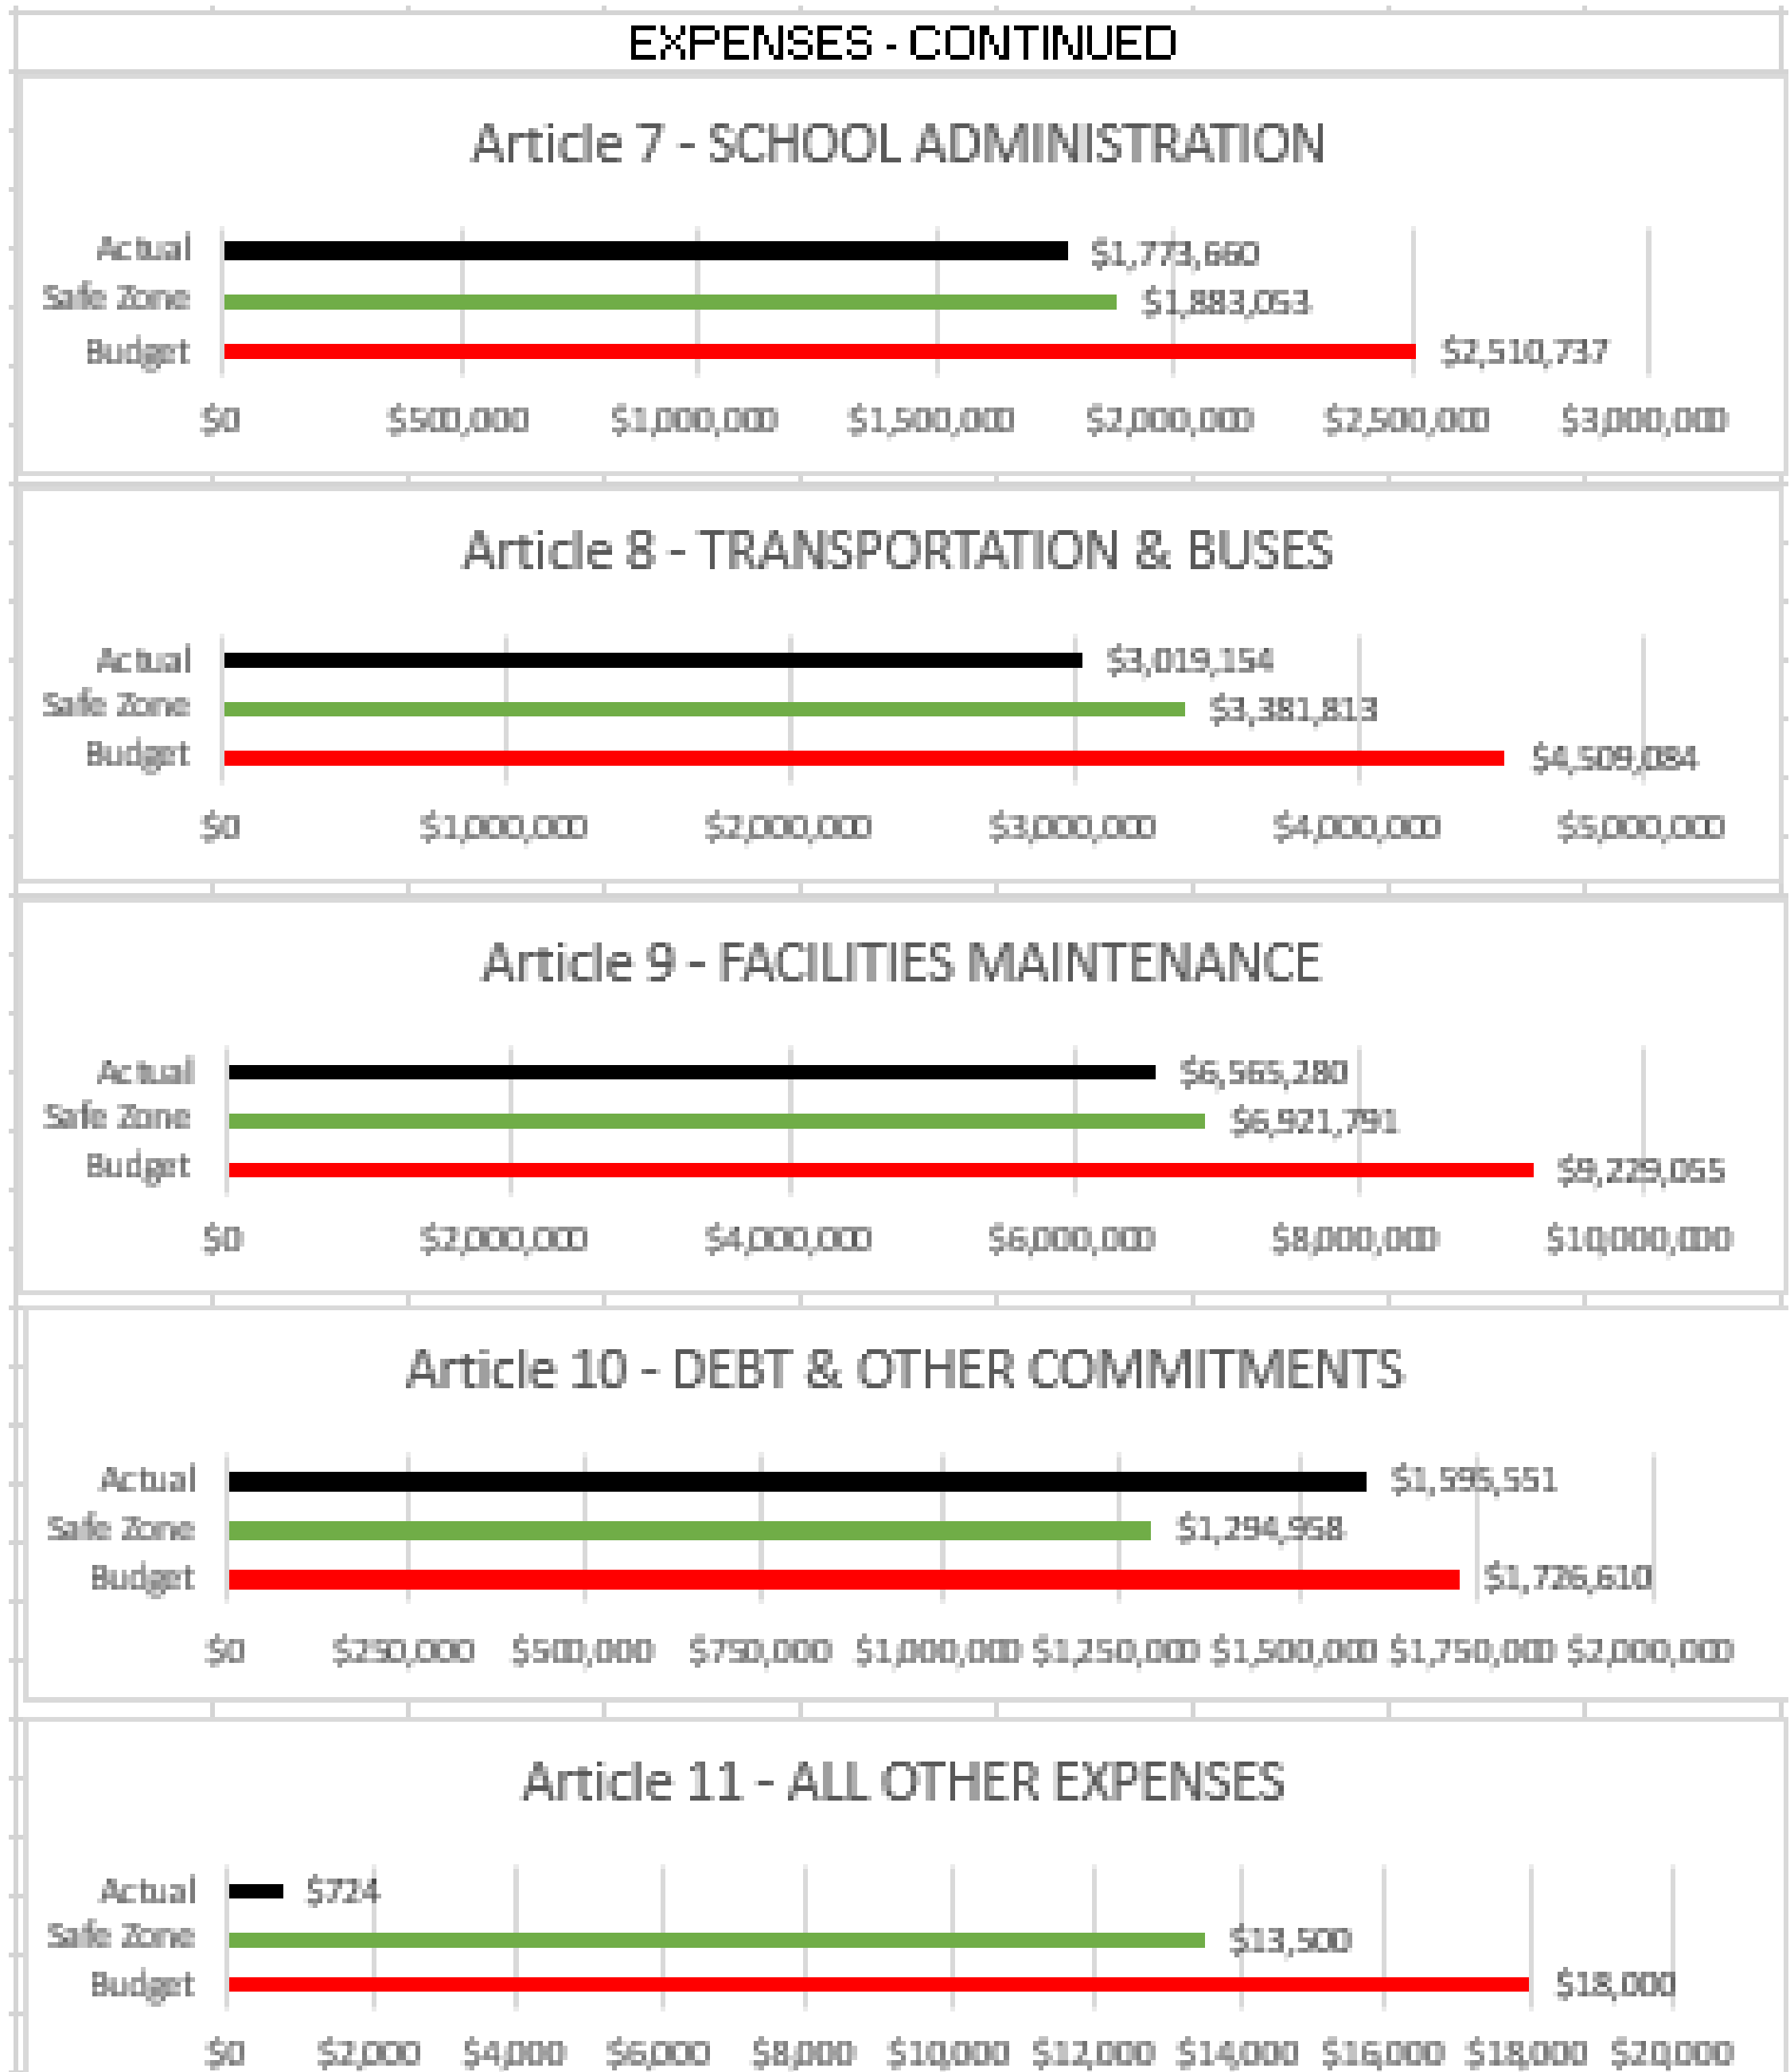 EXPENSES - CONTINUED
Article 7 - SCHOOL ADMINISTRATION
Actual $1,773,660
Safe Zone $1,883,053
Budget $2,510,737
$0 $500,000 $1,000,000 $1,500,000 $2,000,000 $2,500,000 $3,000,000
Article 8 - TRANSPORTATION & BUSES
Actual $3,019,154
Safe Zone $3,381,813
Budget $4,509,084
$0 $1,000,000 $2,000,000 $3,000,000 $4,000,000 $5,000,000
Article 9 - FACILITIES MAINTENANCE
Actual $6,565,280
Safe Zone $6,921,791
Budget $9,229,055
$0 $2,000,000 $4,000,000 $6,000,000 $8,000,000 $10,000,000
Article 10 - DEBT & OTHER COMMITMENTS
Actual $1,595,551
Safe Zone $1,294,958
Budget $1,726,610
$0 $250,000 $500,000 $750,000 $1,000,000 $1,250,000 $1,500,000 $1,750,000 $2,000,000
Article 11 - ALL OTHER EXPENSES
Actual $724
Safe Zone $13,500
Budget $18,000
$0 $2,000 $4,000 $6,000 $8,000 $10,000 $12,000 $14,000 $16,000 $18,000 $20,000